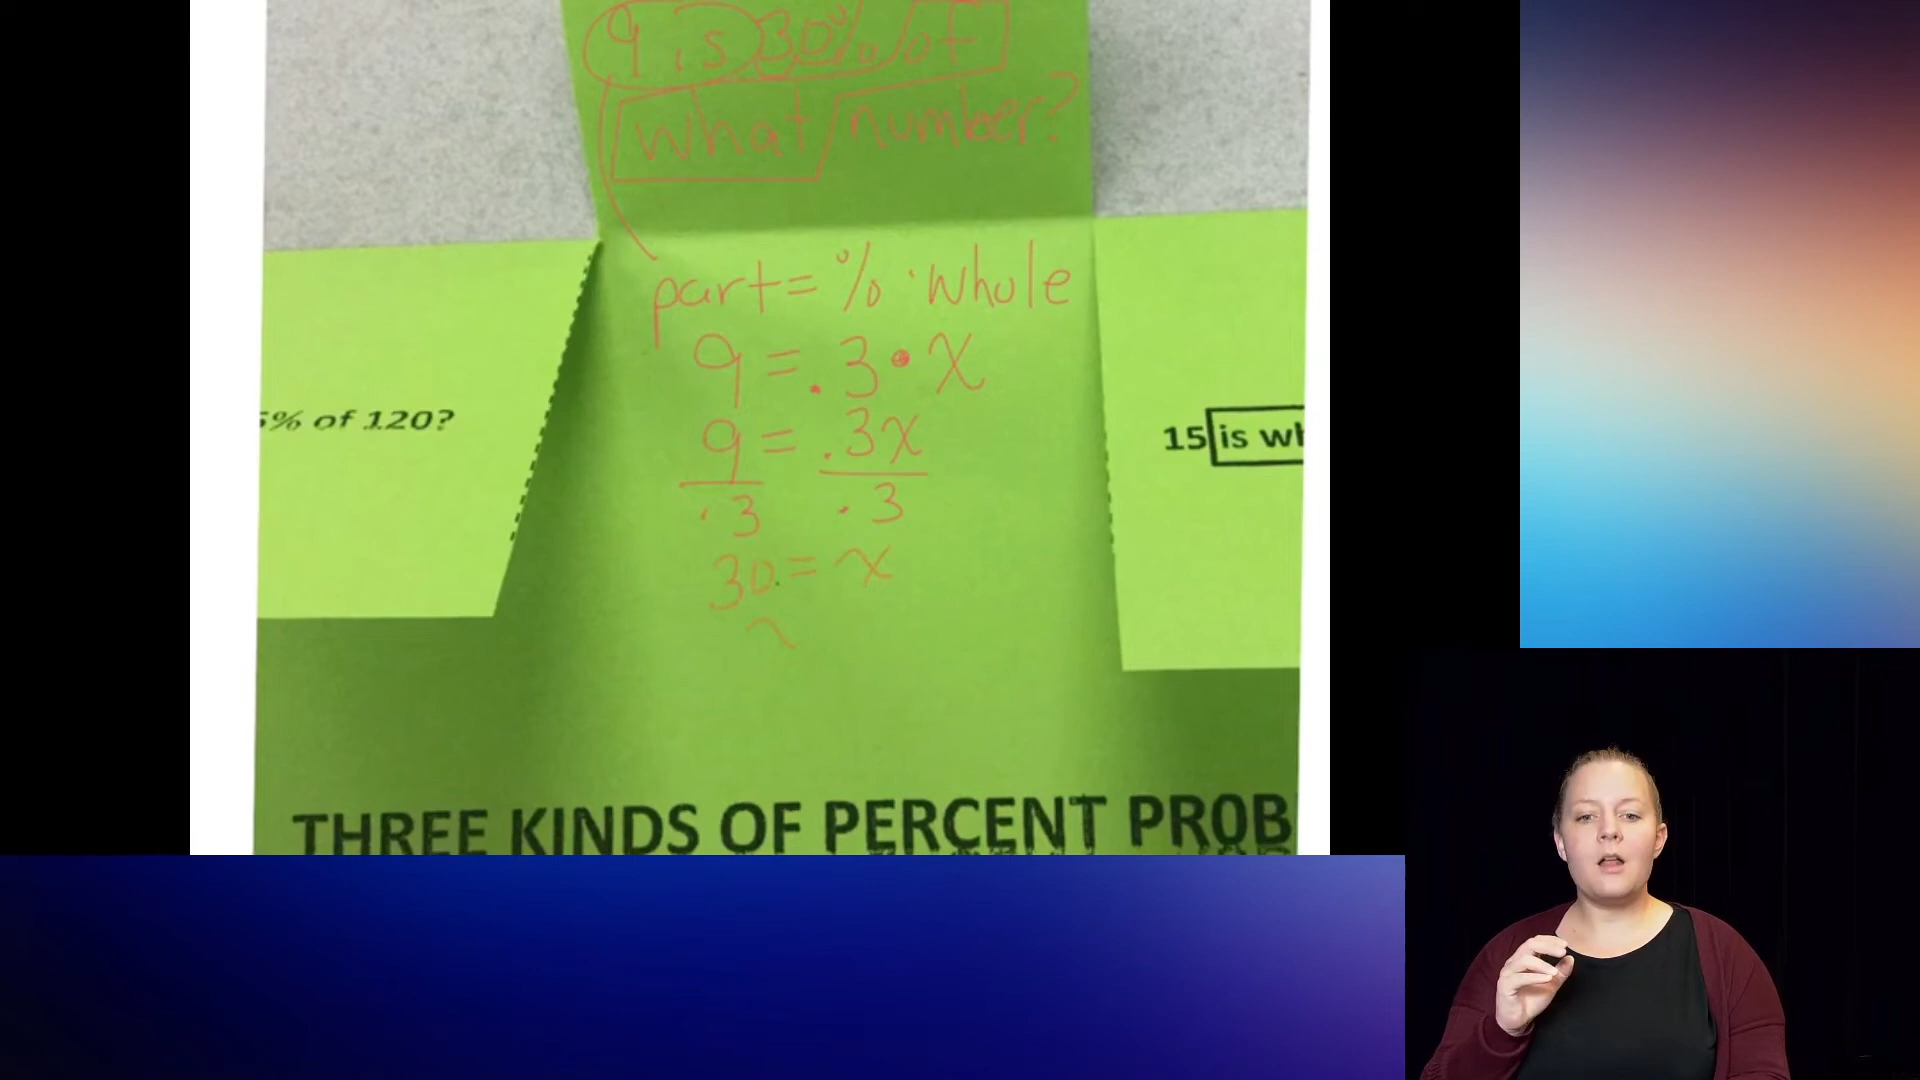 9 is 30% of
what number?
part = % · whole
9 = .3 • x
9 = .3x
.3 .3
30 = x
% of 120?
15 is wh
THREE KINDS OF PERCENT PROB